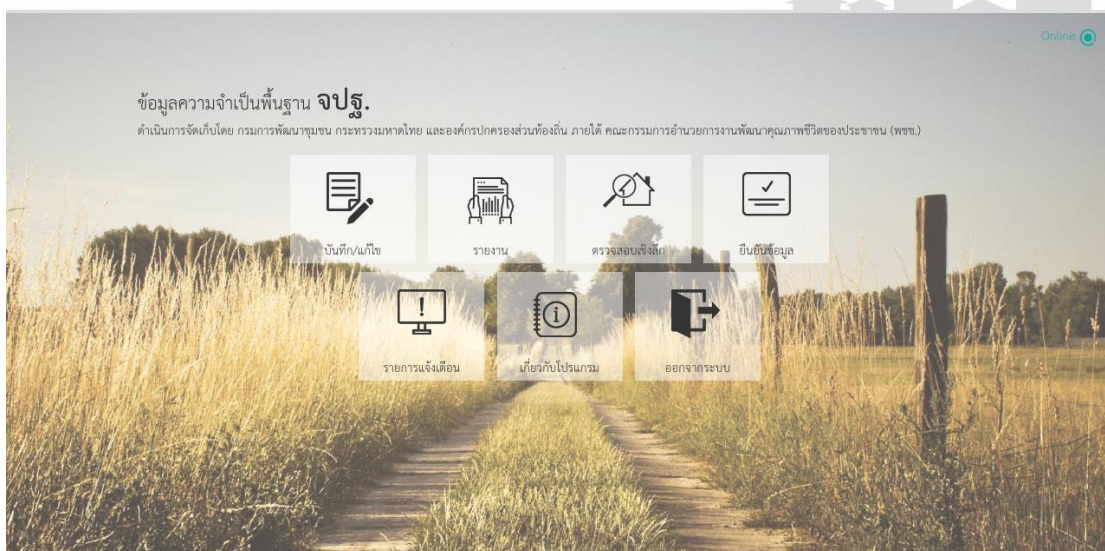 Online
ข้อมูลความจำเป็นพื้นฐาน จปฐ.
ดำเนินการจัดเก็บโดย กรมการพัฒนาชุมชน กระทรวงมหาดไทย และองค์กรปกครองส่วนท้องถิ่น ภายใต้ คณะกรรมการอำนวยการงานพัฒนาคุณภาพชีวิตของประชาชน (พชช.)
บันทึก/แก้ไข
รายงาน
ตรวจสอบเชิงลึก
ยืนยันข้อมูล
รายการแจ้งเตือน
เกี่ยวกับโปรแกรม
ออกจากระบบ